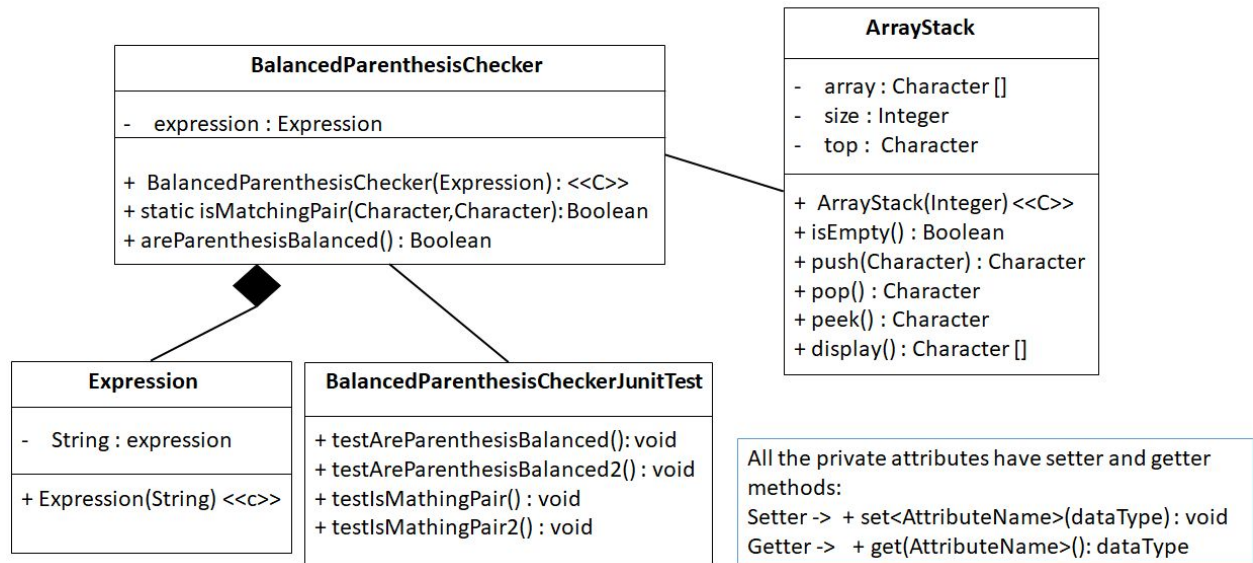 BalancedParenthesisChecker
- expression : Expression
+ BalancedParenthesisChecker(Expression) : <<C>>
+ static isMatchingPair(Character,Character): Boolean
+ areParenthesisBalanced() : Boolean
ArrayStack
- array : Character []
- size : Integer
- top : Character
+ ArrayStack(Integer) <<C>>
+ isEmpty() : Boolean
+ push(Character) : Character
+ pop() : Character
+ peek() : Character
+ display() : Character []
Expression
- String : expression
+ Expression(String) <<c>>
BalancedParenthesisCheckerJunitTest
+ testAreParenthesisBalanced(): void
+ testAreParenthesisBalanced2() : void
+ testIsMathingPair() : void
+ testIsMathingPair2() : void
All the private attributes have setter and getter
methods:
Setter -> + set<AttributeName>(dataType) : void
Getter -> + get(AttributeName>(): dataType